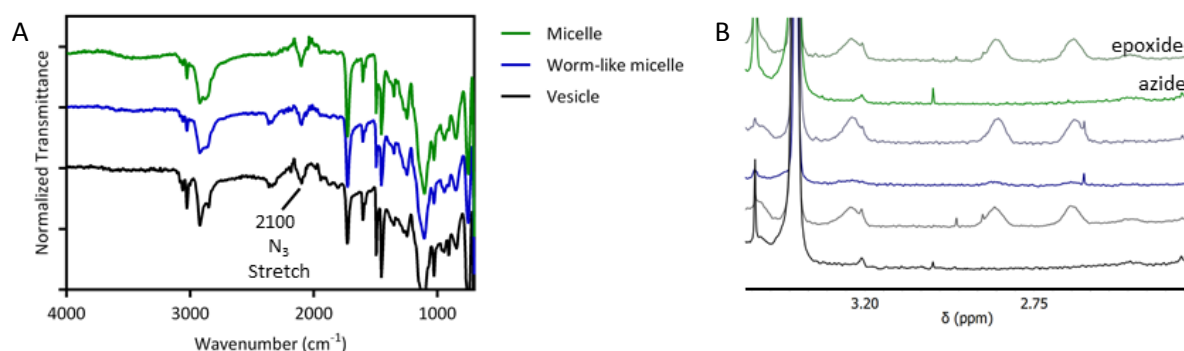 A
Normalized Transmittance
2100
N₃
Stretch
4000
3000
2000
1000
Wavenumber (cm⁻¹)
Micelle
Worm-like micelle
Vesicle
B
epoxide
azide
3.20
2.75
δ (ppm)